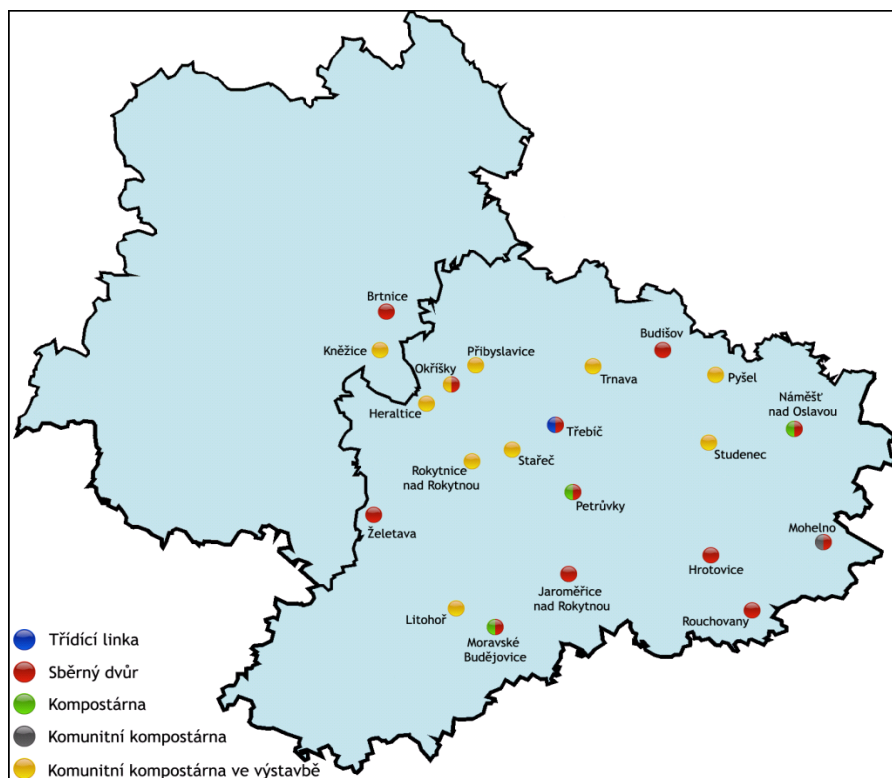 Brtnice
Kněžice
Přibyslavice
Okříšky
Heraltice
Budišov
Trnava
Pyšel
Náměšť
nad Oslavou
Třebíč
Stařeč
Studenec
Rokytnice
nad Rokytnou
Petrůvky
Želetava
Mohelno
Hrotovice
Jaroměřice
nad Rokytnou
Litohoř
Rouchovany
Moravské
Budějovice
Třídící linka
Sběrný dvůr
Kompostárna
Komunitní kompostárna
Komunitní kompostárna ve výstavbě